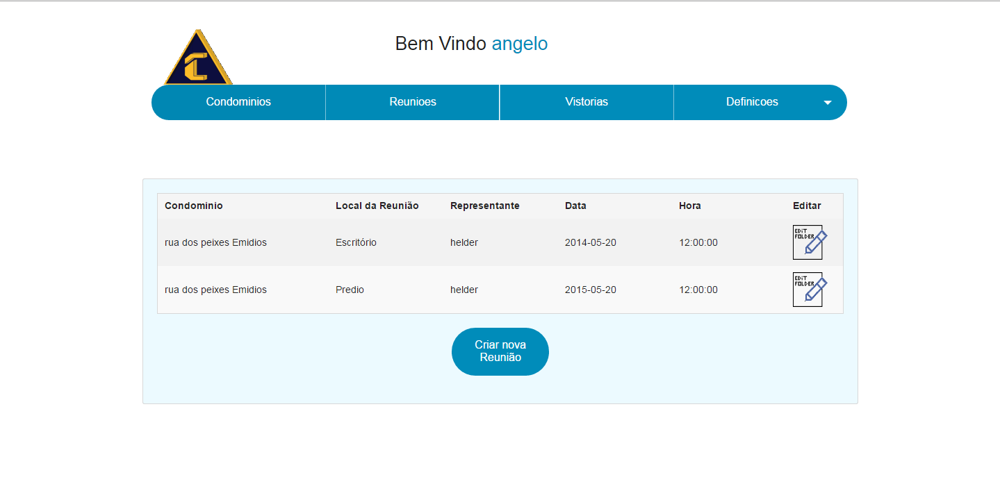 Bem Vindo angelo
Condominios Reunioes Vistorias Definicoes
Condominio Local da Reunião Representante Data Hora Editar
rua dos peixes Emidios Escritório helder 2014-05-20 12:00:00 EDiT
FOLDER
rua dos peixes Emidios Predio helder 2015-05-20 12:00:00 EDiT
FOLDER
Criar nova
Reunião